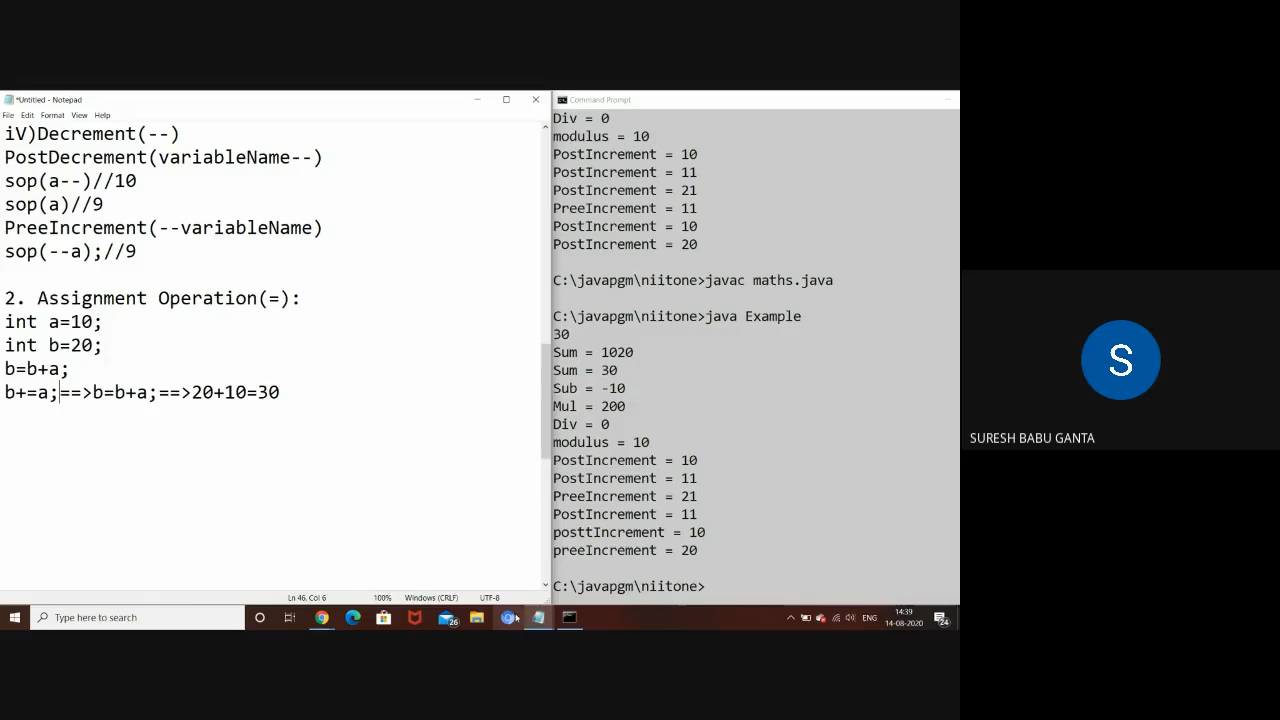 *Untitled - Notepad
File Edit Format View Help
iV)Decrement(--)
PostDecrement(variableName--)
sop(a--)//10
sop(a)//9
PreeIncrement(--variableName)
sop(--a);//9
2. Assignment Operation(=):
int a=10;
int b=20;
b=b+a;
b+=a;==>b=b+a;==>20+10=30
Ln 46, Col 6 100% Windows (CRLF) UTF-8
Command Prompt
Div = 0
modulus = 10
PostIncrement = 10
PostIncrement = 11
PostIncrement = 21
PreeIncrement = 11
PostIncrement = 10
PostIncrement = 20
C:\javapgm\niitone>javac maths.java
C:\javapgm\niitone>java Example
30
Sum = 1020
Sum = 30
Sub = -10
Mul = 200
Div = 0
modulus = 10
PostIncrement = 10
PostIncrement = 11
PreeIncrement = 21
PostIncrement = 11
posttIncrement = 10
preeIncrement = 20
C:\javapgm\niitone>
Type here to search
26
ENG
14:39
14-08-2020
24
S
SURESH BABU GANTA